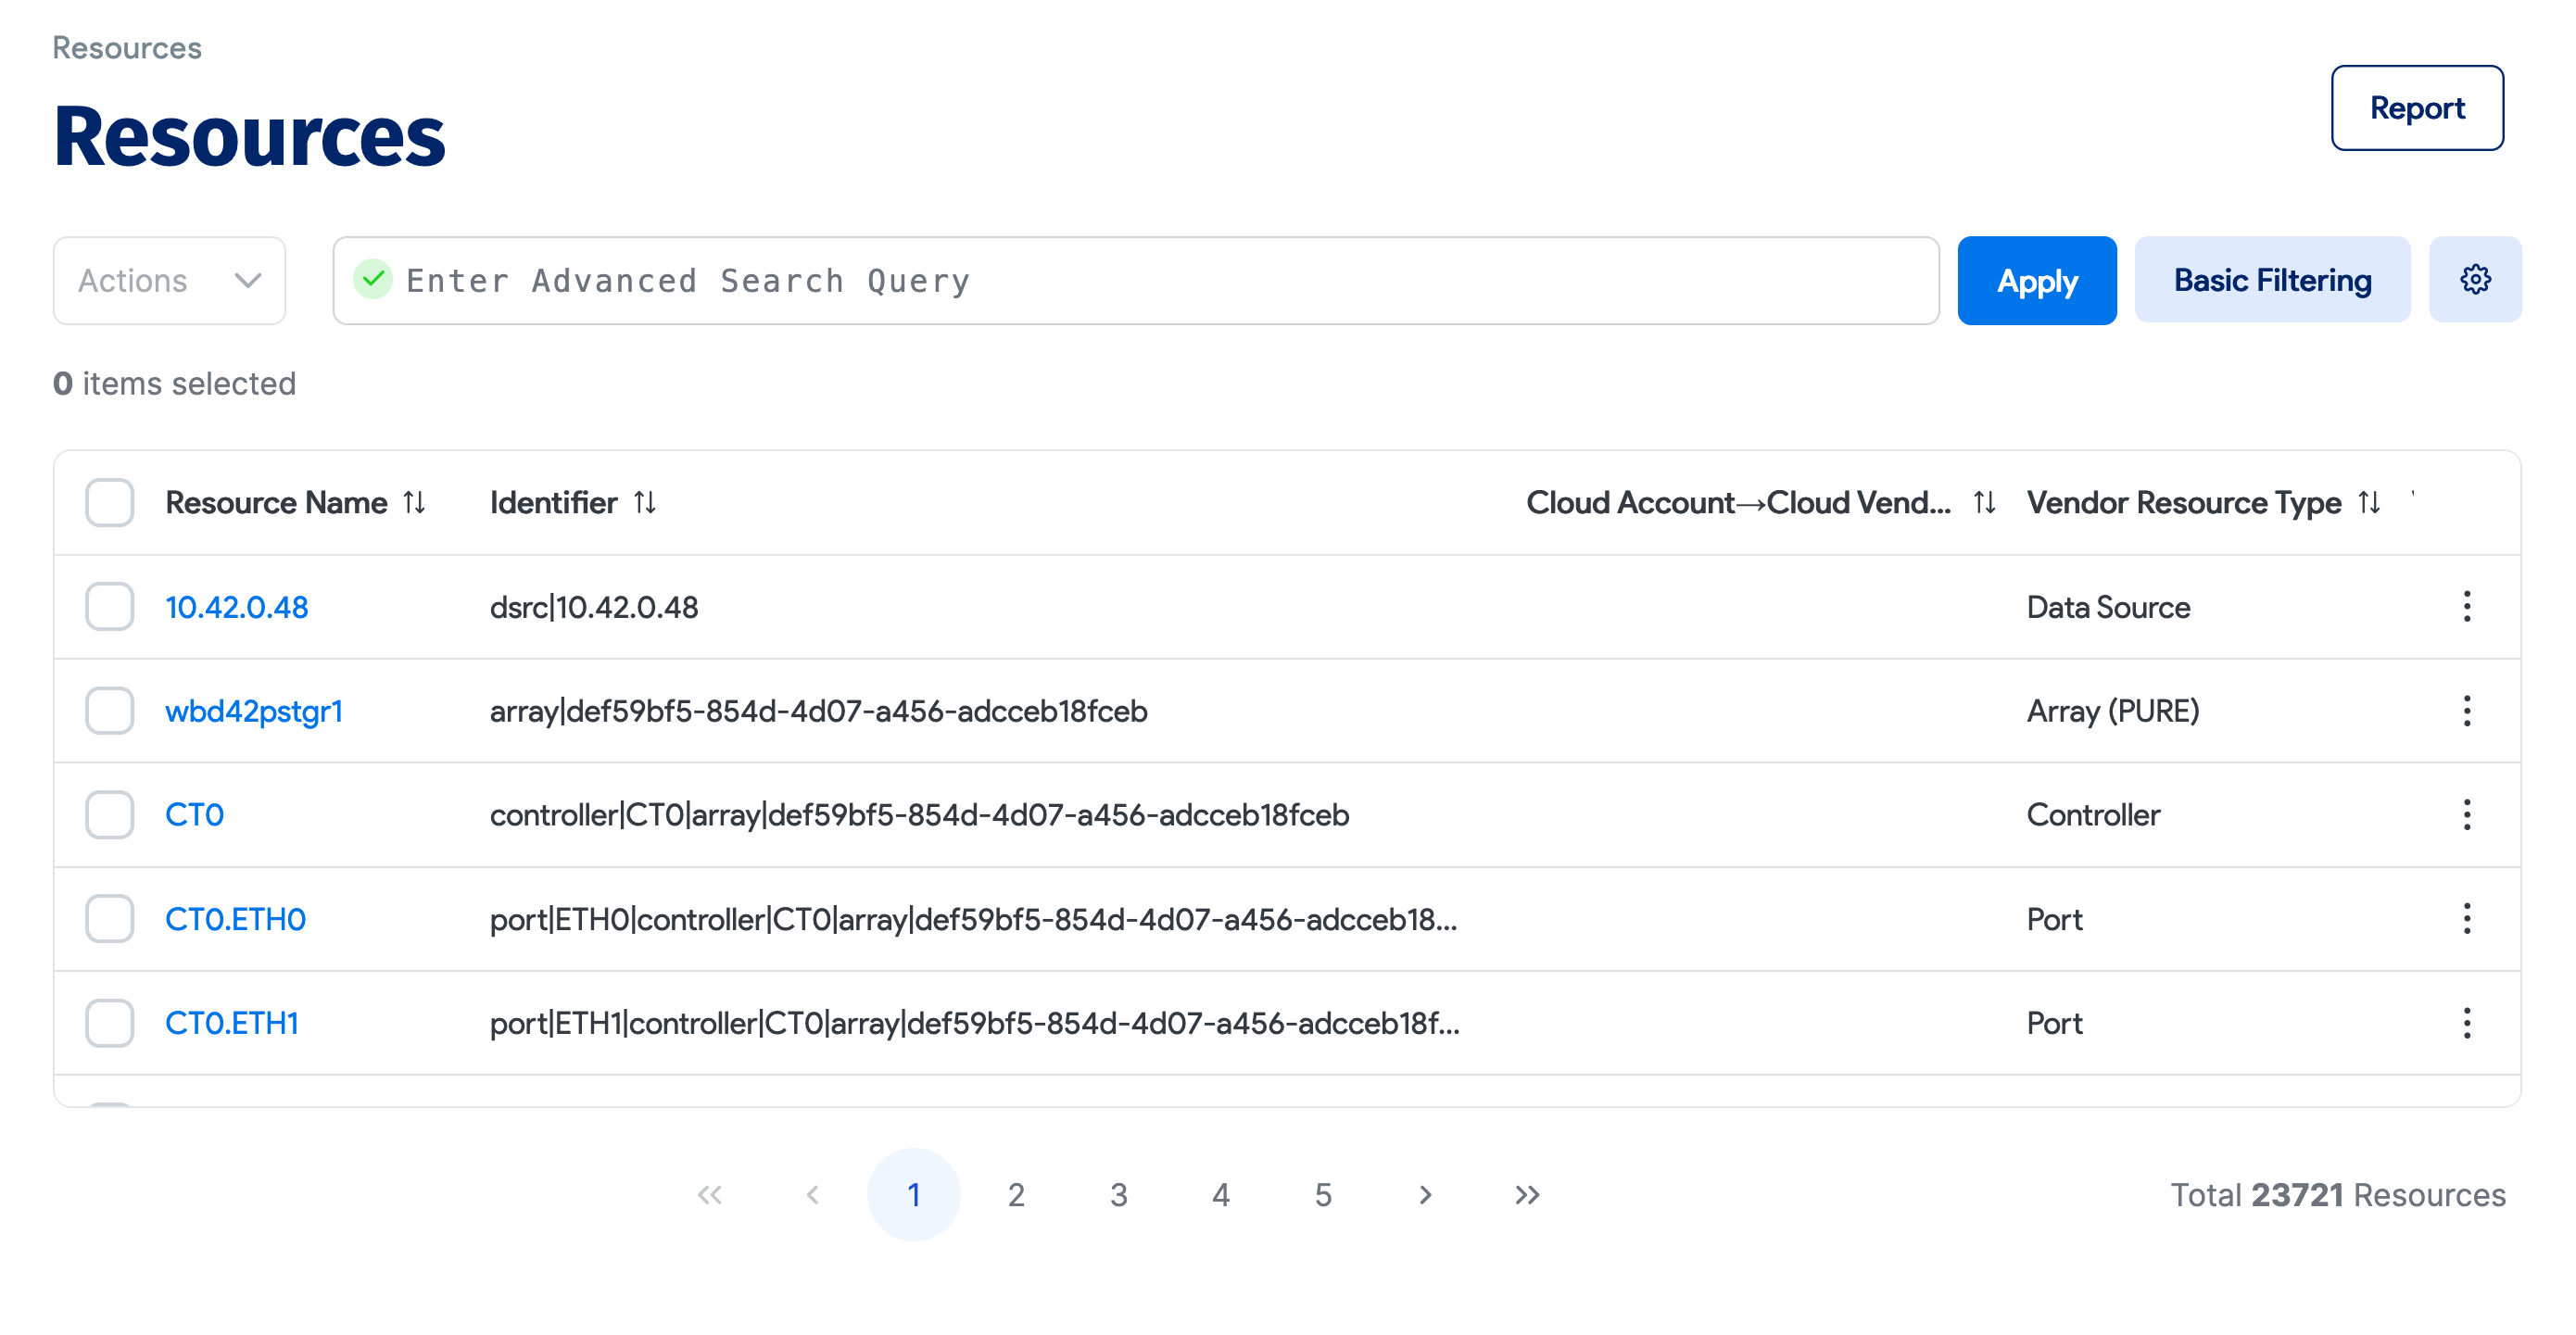 Resources
Resources
Report
Actions
Enter Advanced Search Query
Apply
Basic Filtering
0 items selected
Resource Name Identifier Cloud Account→Cloud Vend... Vendor Resource Type
10.42.0.48 dsrc|10.42.0.48 Data Source
wbd42pstgr1 array|def59bf5-854d-4d07-a456-adcceb18fceb Array (PURE)
CT0 controller|CT0|array|def59bf5-854d-4d07-a456-adcceb18fceb Controller
CT0.ETH0 port|ETH0|controller|CT0|array|def59bf5-854d-4d07-a456-adcceb18... Port
CT0.ETH1 port|ETH1|controller|CT0|array|def59bf5-854d-4d07-a456-adcceb18f... Port
1 2 3 4 5
Total 23721 Resources